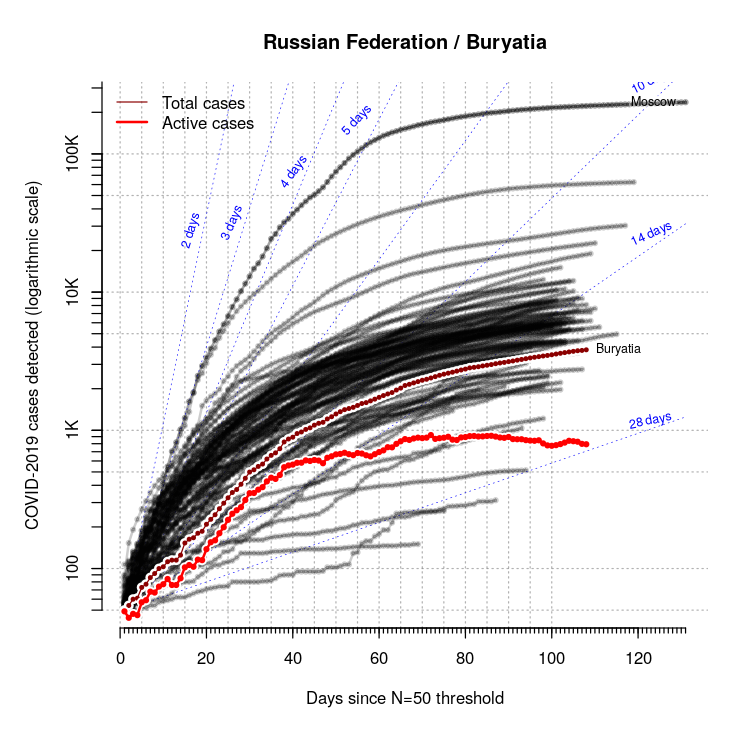 Russian Federation / Buryatia
Total cases
Active cases
2 days
3 days
4 days
5 days
Moscow
14 days
Buryatia
28 days
COVID-2019 cases detected (logarithmic scale)
100K
10K
1K
100
0 20 40 60 80 100 120
Days since N=50 threshold